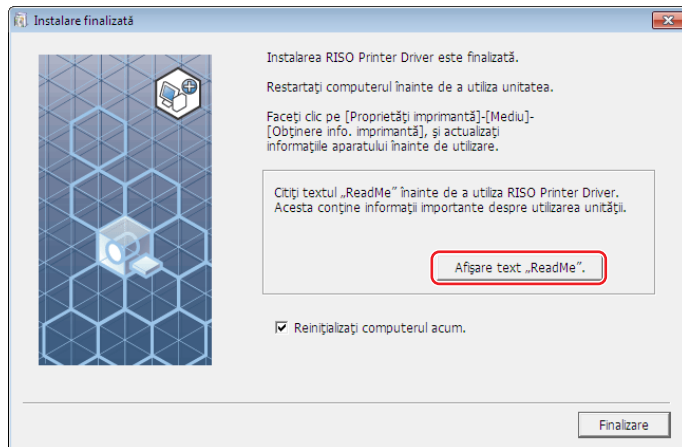 Instalare finalizată
Instalarea RISO Printer Driver este finalizată.
Restartați computerul înainte de a utiliza unitatea.
Faceți clic pe [Proprietăți imprimantă]-[Mediu]-
[Obținere info. imprimantă], și actualizați
informațiile aparatului înainte de utilizare.
Citiți textul „ReadMe” înainte de a utiliza RISO Printer Driver.
Acesta conține informații importante despre utilizarea unității.
Afișare text „ReadMe”.
Reinițializați computerul acum.
Finalizare